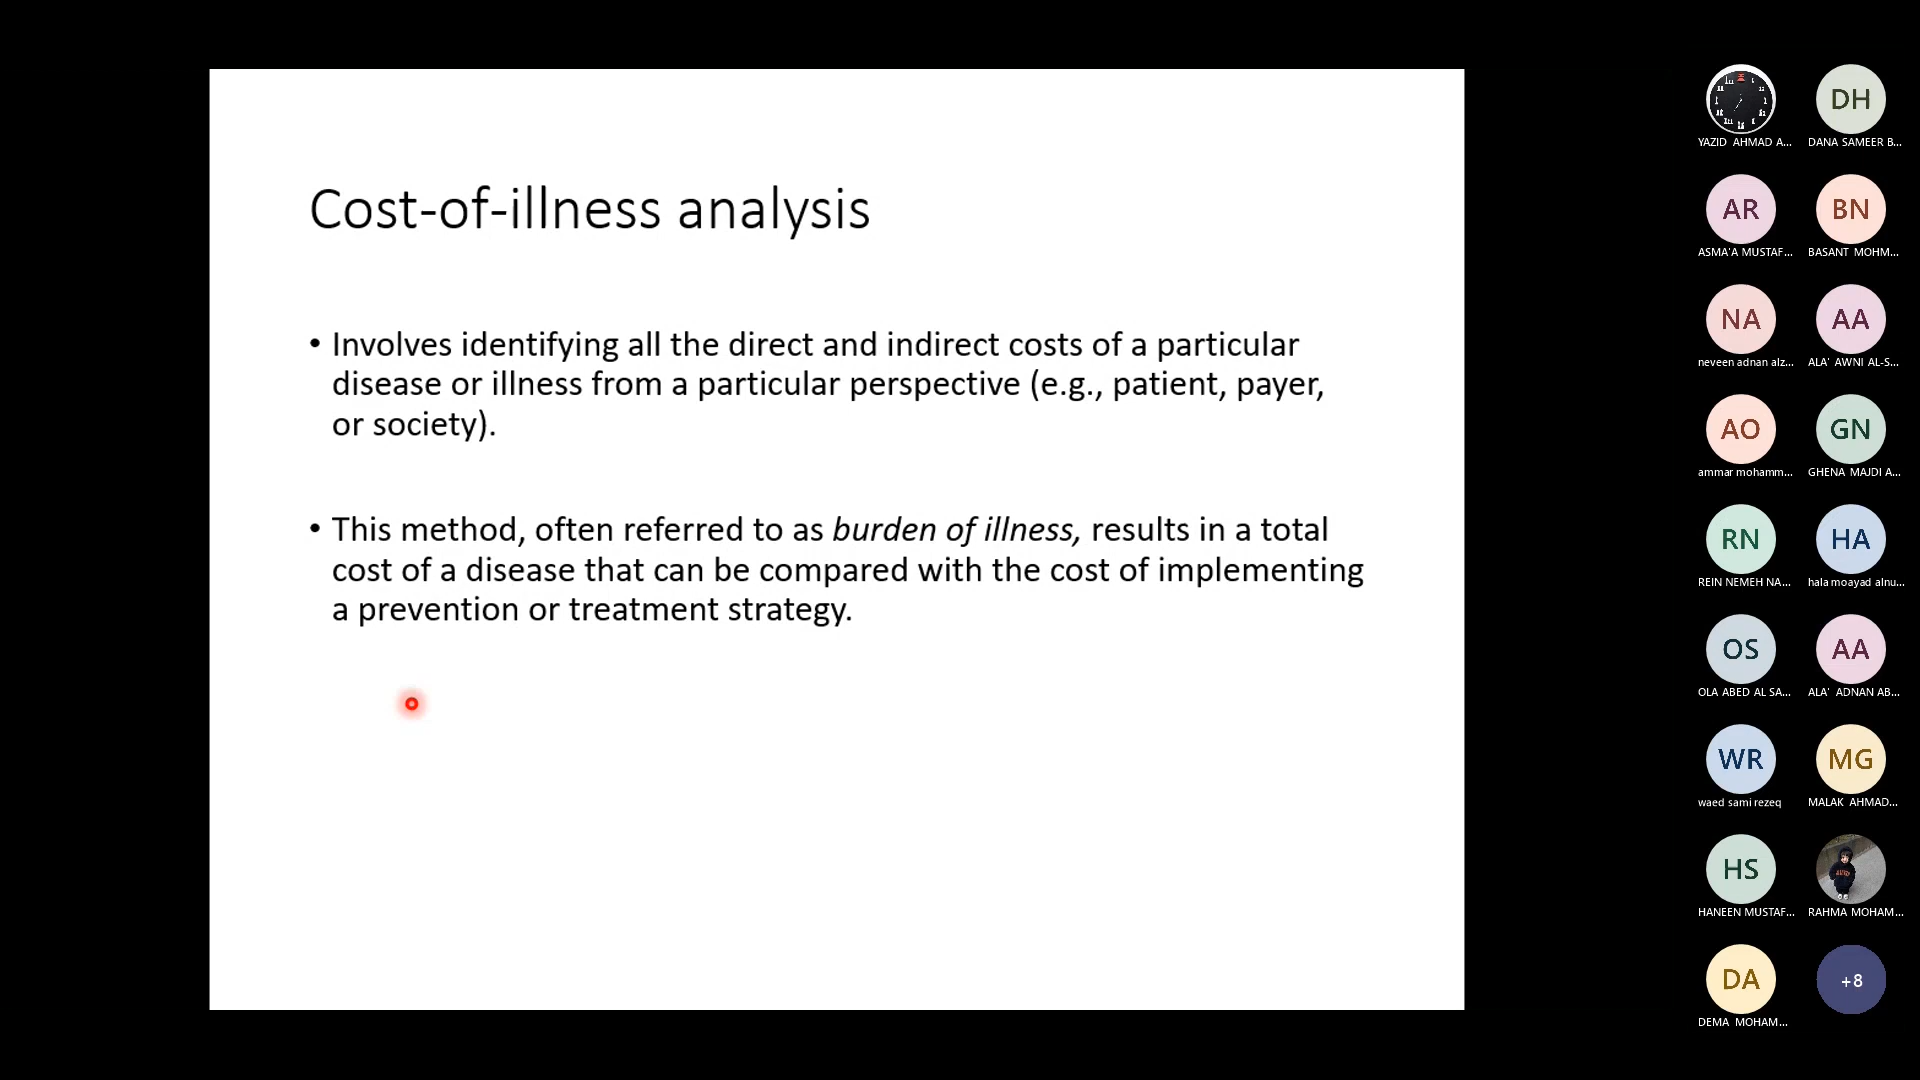 Cost-of-illness analysis
• Involves identifying all the direct and indirect costs of a particular
disease or illness from a particular perspective (e.g., patient, payer,
or society).
• This method, often referred to as burden of illness, results in a total
cost of a disease that can be compared with the cost of implementing
a prevention or treatment strategy.
YAZID AHMAD A...
DH
DANA SAMEER B...
AR
ASMA'A MUSTAF...
BN
BASANT MOHM...
NA
neveen adnan alz...
AA
ALA' AWNI AL-S...
AO
ammar mohamm...
GN
GHENA MAJDI A...
RN
REIN NEMEH NA...
HA
hala moayad alnu...
OS
OLA ABED AL SA...
AA
ALA' ADNAN AB...
WR
waed sami rezeq
MG
MALAK AHMAD...
HS
HANEEN MUSTAF...
RAHMA MOHAM...
DA
DEMA MOHAM...
+8